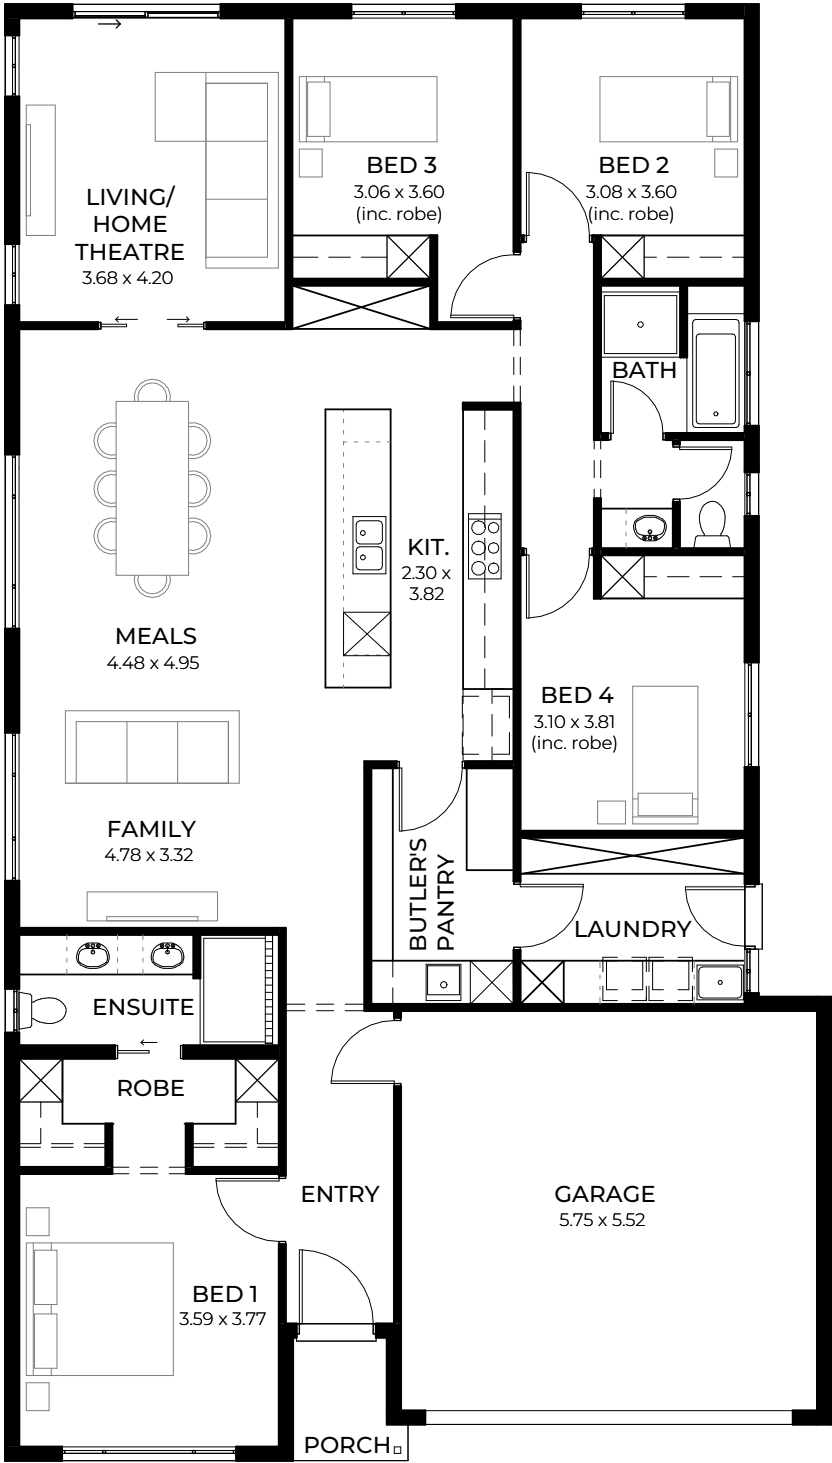 LIVING/
HOME
THEATRE
3.68 x 4.20
BED 3
3.06 x 3.60
(inc. robe)
BED 2
3.08 x 3.60
(inc. robe)
BATH
KIT.
2.30 x
3.82
MEALS
4.48 x 4.95
BED 4
3.10 x 3.81
(inc. robe)
FAMILY
4.78 x 3.32
BUTLER'S
PANTRY
LAUNDRY
ENSUITE
ROBE
ENTRY
GARAGE
5.75 x 5.52
BED 1
3.59 x 3.77
PORCH